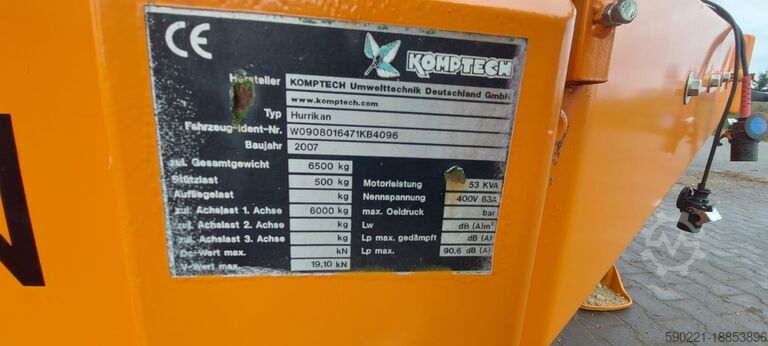 CE KOMPTECH
Hersteller KOMPTECH Umwelttechnik Deutschland GmbH
www.komptech.com
Typ Hurrikan
Fahrzeug-Ident-Nr. W0908016471KB4096
Baujahr 2007
zul. Gesamtgewicht 6500 kg
Stützlast 500 kg Motorleistung 53 KVA
Aufliegelast kg Nennspannung 400V 63A
zul. Achslast 1. Achse 6000 kg max. Oeldruck bar
zul. Achslast 2. Achse kg Lw dB (A)m²
zul. Achslast 3. Achse kg Lp max. gedämpft dB (A)
Dc-Wert max. kN Lp max. 90,6 dB (A)
V-Wert max. 19,10 kN
N
590221-18853896